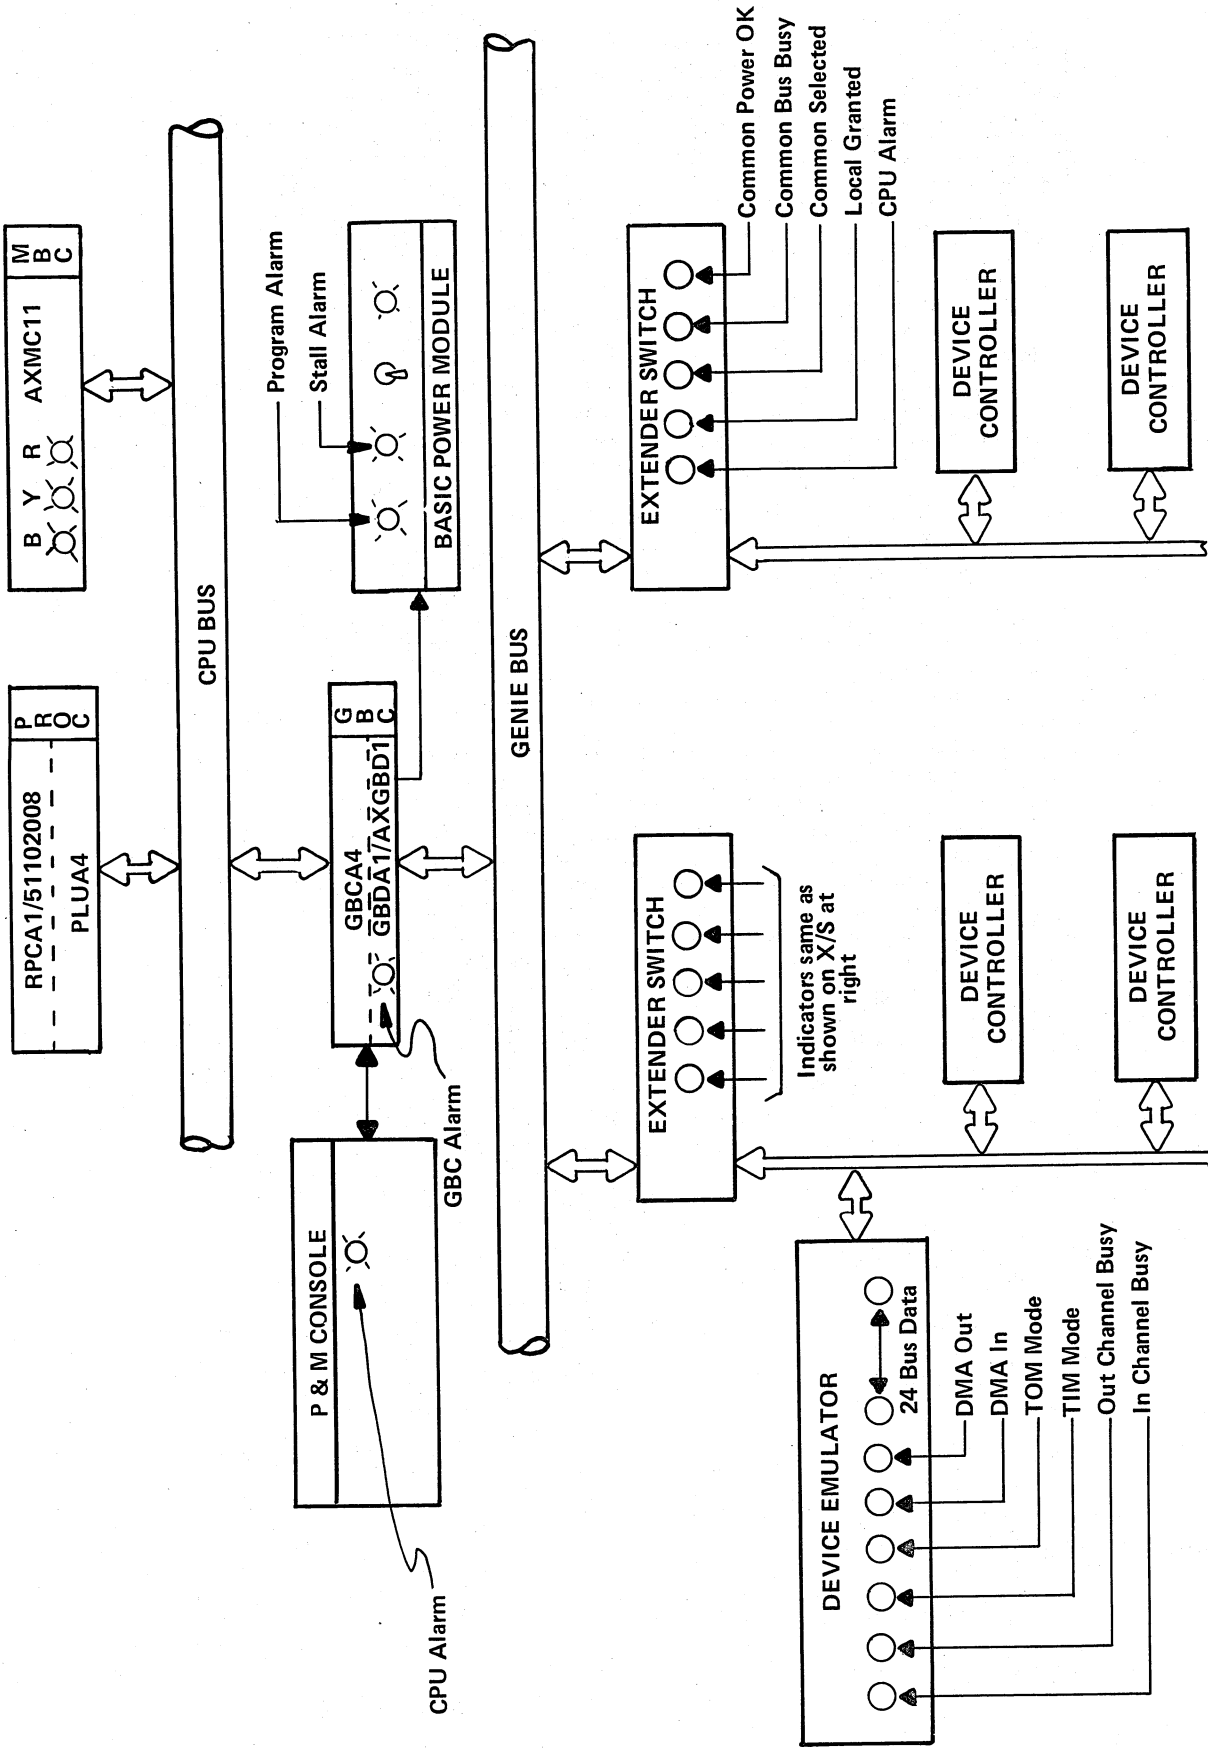 RPCA1/51102008
PLUA4
P
R
O
C
B Y R AXMC11
M
B
C
CPU BUS
P & M CONSOLE
CPU Alarm
GBC Alarm
GBCA4
GBDA1/AXGBD1
G
B
C
Program Alarm
Stall Alarm
BASIC POWER MODULE
GENIE BUS
EXTENDER SWITCH
Indicators same as
shown on X/S at
right
EXTENDER SWITCH
Common Power OK
Common Bus Busy
Common Selected
Local Granted
CPU Alarm
DEVICE EMULATOR
24 Bus Data
DMA Out
DMA In
TOM Mode
TIM Mode
Out Channel Busy
In Channel Busy
DEVICE
CONTROLLER
DEVICE
CONTROLLER
DEVICE
CONTROLLER
DEVICE
CONTROLLER